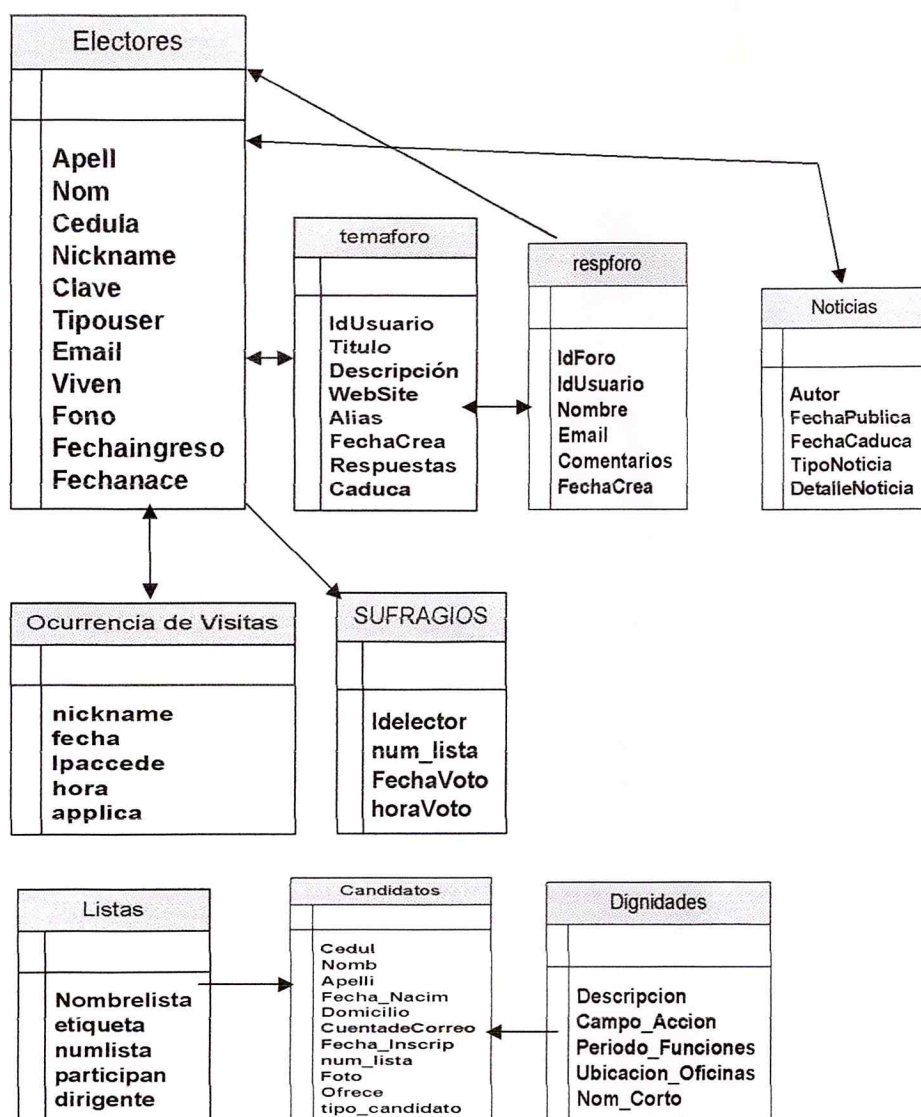 Electores
Apell
Nom
Cedula
Nickname
Clave
Tipouser
Email
Viven
Fono
Fechaingreso
Fechanace
temaforo
IdUsuario
Titulo
Descripción
WebSite
Alias
FechaCrea
Respuestas
Caduca
respforo
IdForo
IdUsuario
Nombre
Email
Comentarios
FechaCrea
Noticias
Autor
FechaPublica
FechaCaduca
TipoNoticia
DetalleNoticia
Ocurrencia de Visitas
nickname
fecha
Ipaccede
hora
applica
SUFRAGIOS
Idelector
num_lista
FechaVoto
horaVoto
Listas
Nombrelista
etiqueta
numlista
participan
dirigente
Candidatos
Cedul
Nomb
Apelli
Fecha_Nacim
Domicilio
CuentadeCorreo
Fecha_Inscrip
num_lista
Foto
Ofrece
tipo_candidato
Dignidades
Descripcion
Campo_Accion
Periodo_Funciones
Ubicacion_Oficinas
Nom_Corto